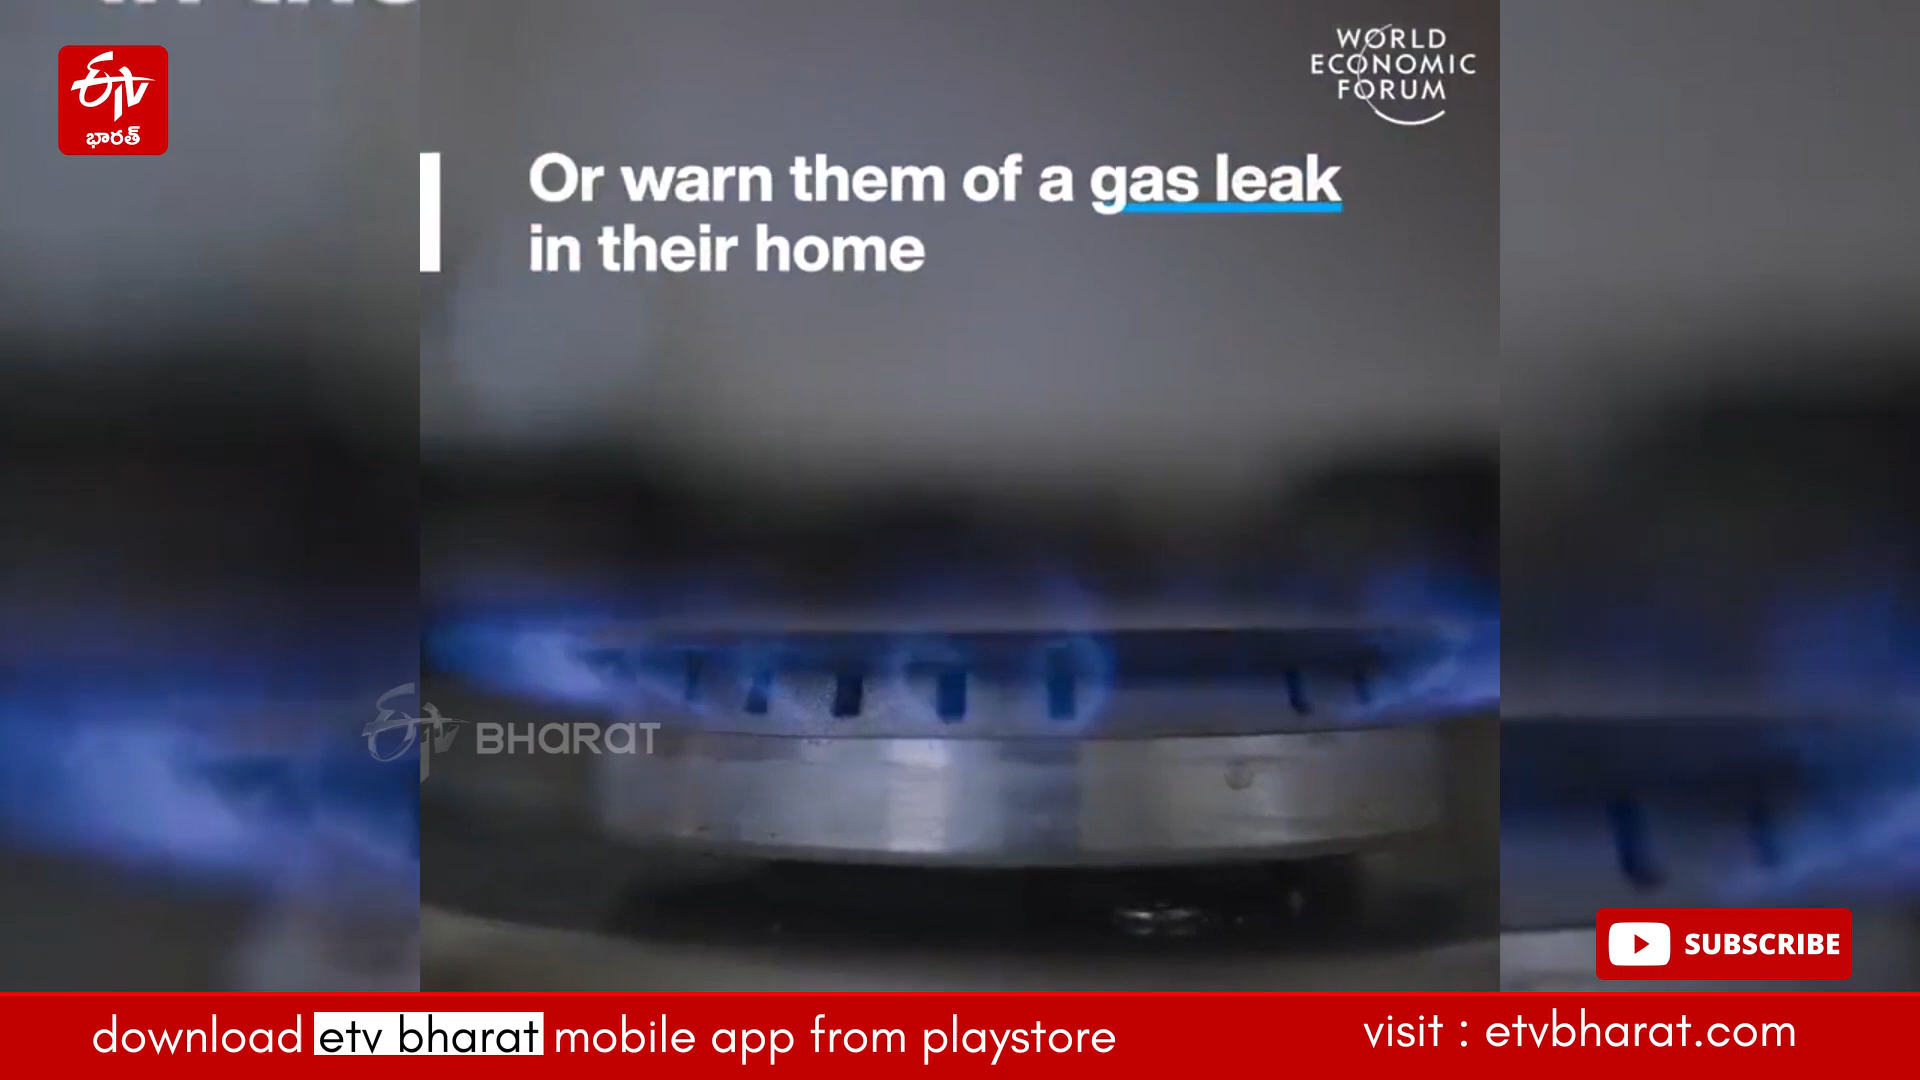 ETV
భారత్
WORLD
ECONOMIC
FORUM
Or warn them of a gas leak
in their home
ETV BHARAT
SUBSCRIBE
download etv bharat mobile app from playstore
visit : etvbharat.com